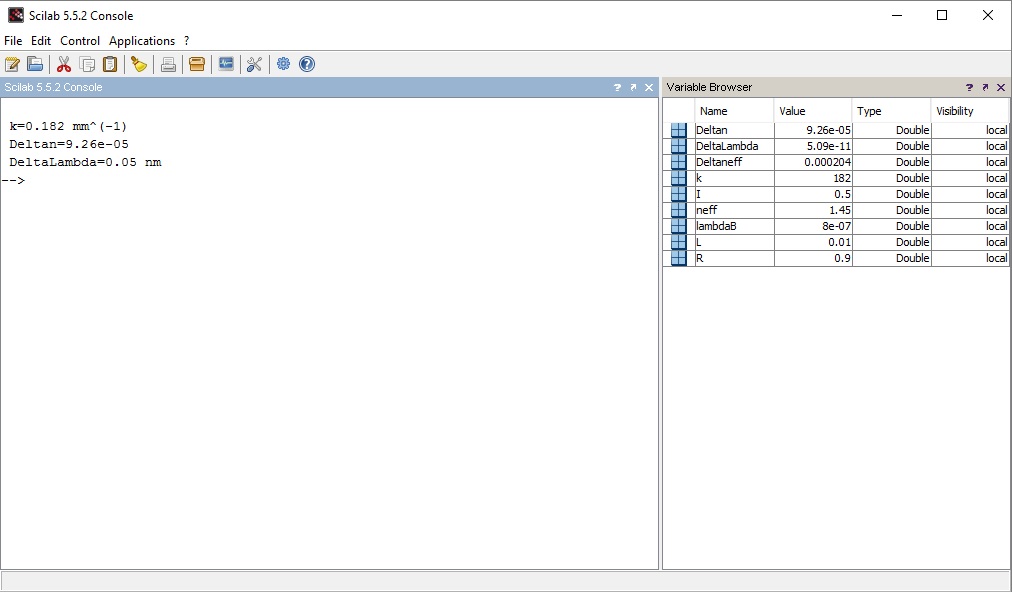 Scilab 5.5.2 Console
File Edit Control Applications ?
Scilab 5.5.2 Console ?
k=0.182 mm^(-1)
Deltan=9.26e-05
DeltaLambda=0.05 nm
-->
Variable Browser ?
Name Value Type Visibility
Deltan 9.26e-05 Double local
DeltaLambda 5.09e-11 Double local
Deltaneff 0.000204 Double local
k 182 Double local
I 0.5 Double local
neff 1.45 Double local
lambdaB 8e-07 Double local
L 0.01 Double local
R 0.9 Double local